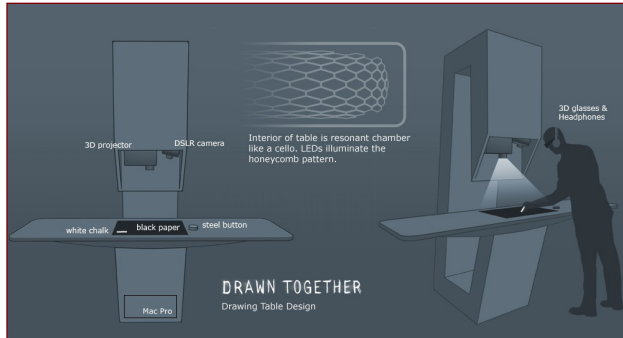 3D projector
DSLR camera
Interior of table is resonant chamber
like a cello. LEDs illuminate the
honeycomb pattern.
3D glasses &
Headphones
white chalk
black paper
steel button
Mac Pro
DRAWN TOGETHER
Drawing Table Design